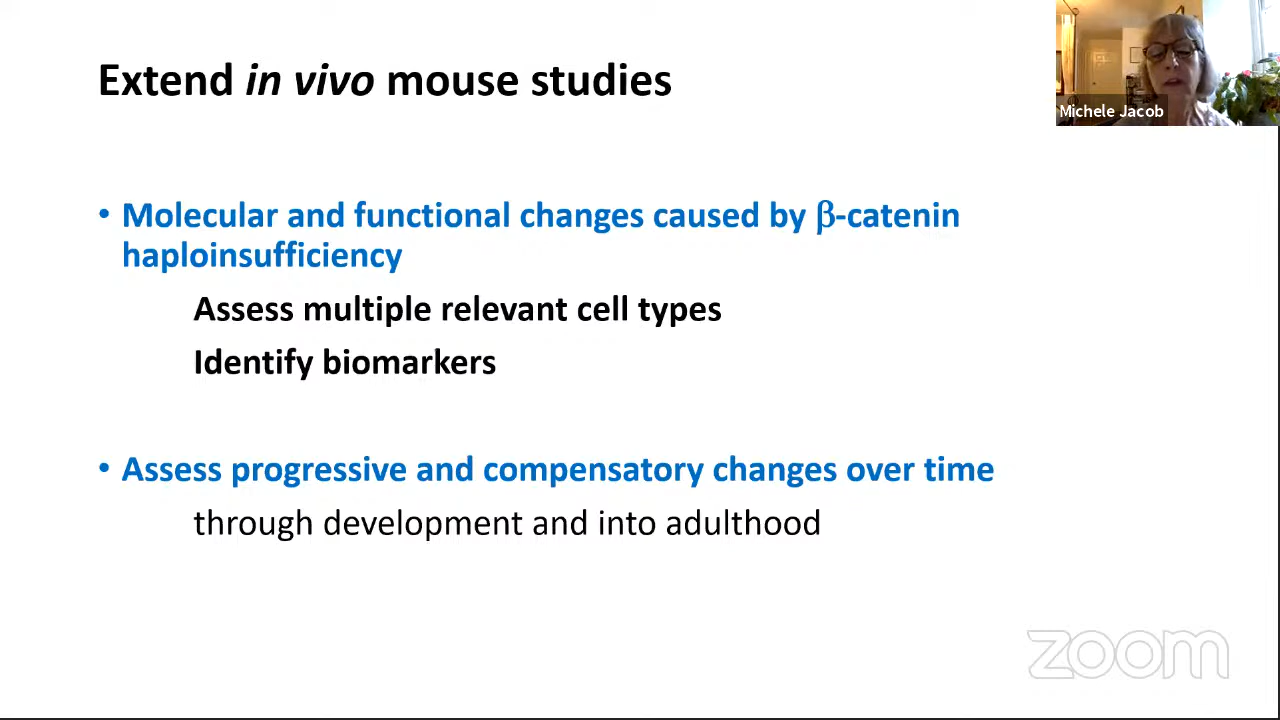 Extend in vivo mouse studies
Michele Jacob
• Molecular and functional changes caused by β-catenin
haploinsufficiency
Assess multiple relevant cell types
Identify biomarkers
• Assess progressive and compensatory changes over time
through development and into adulthood
zoom